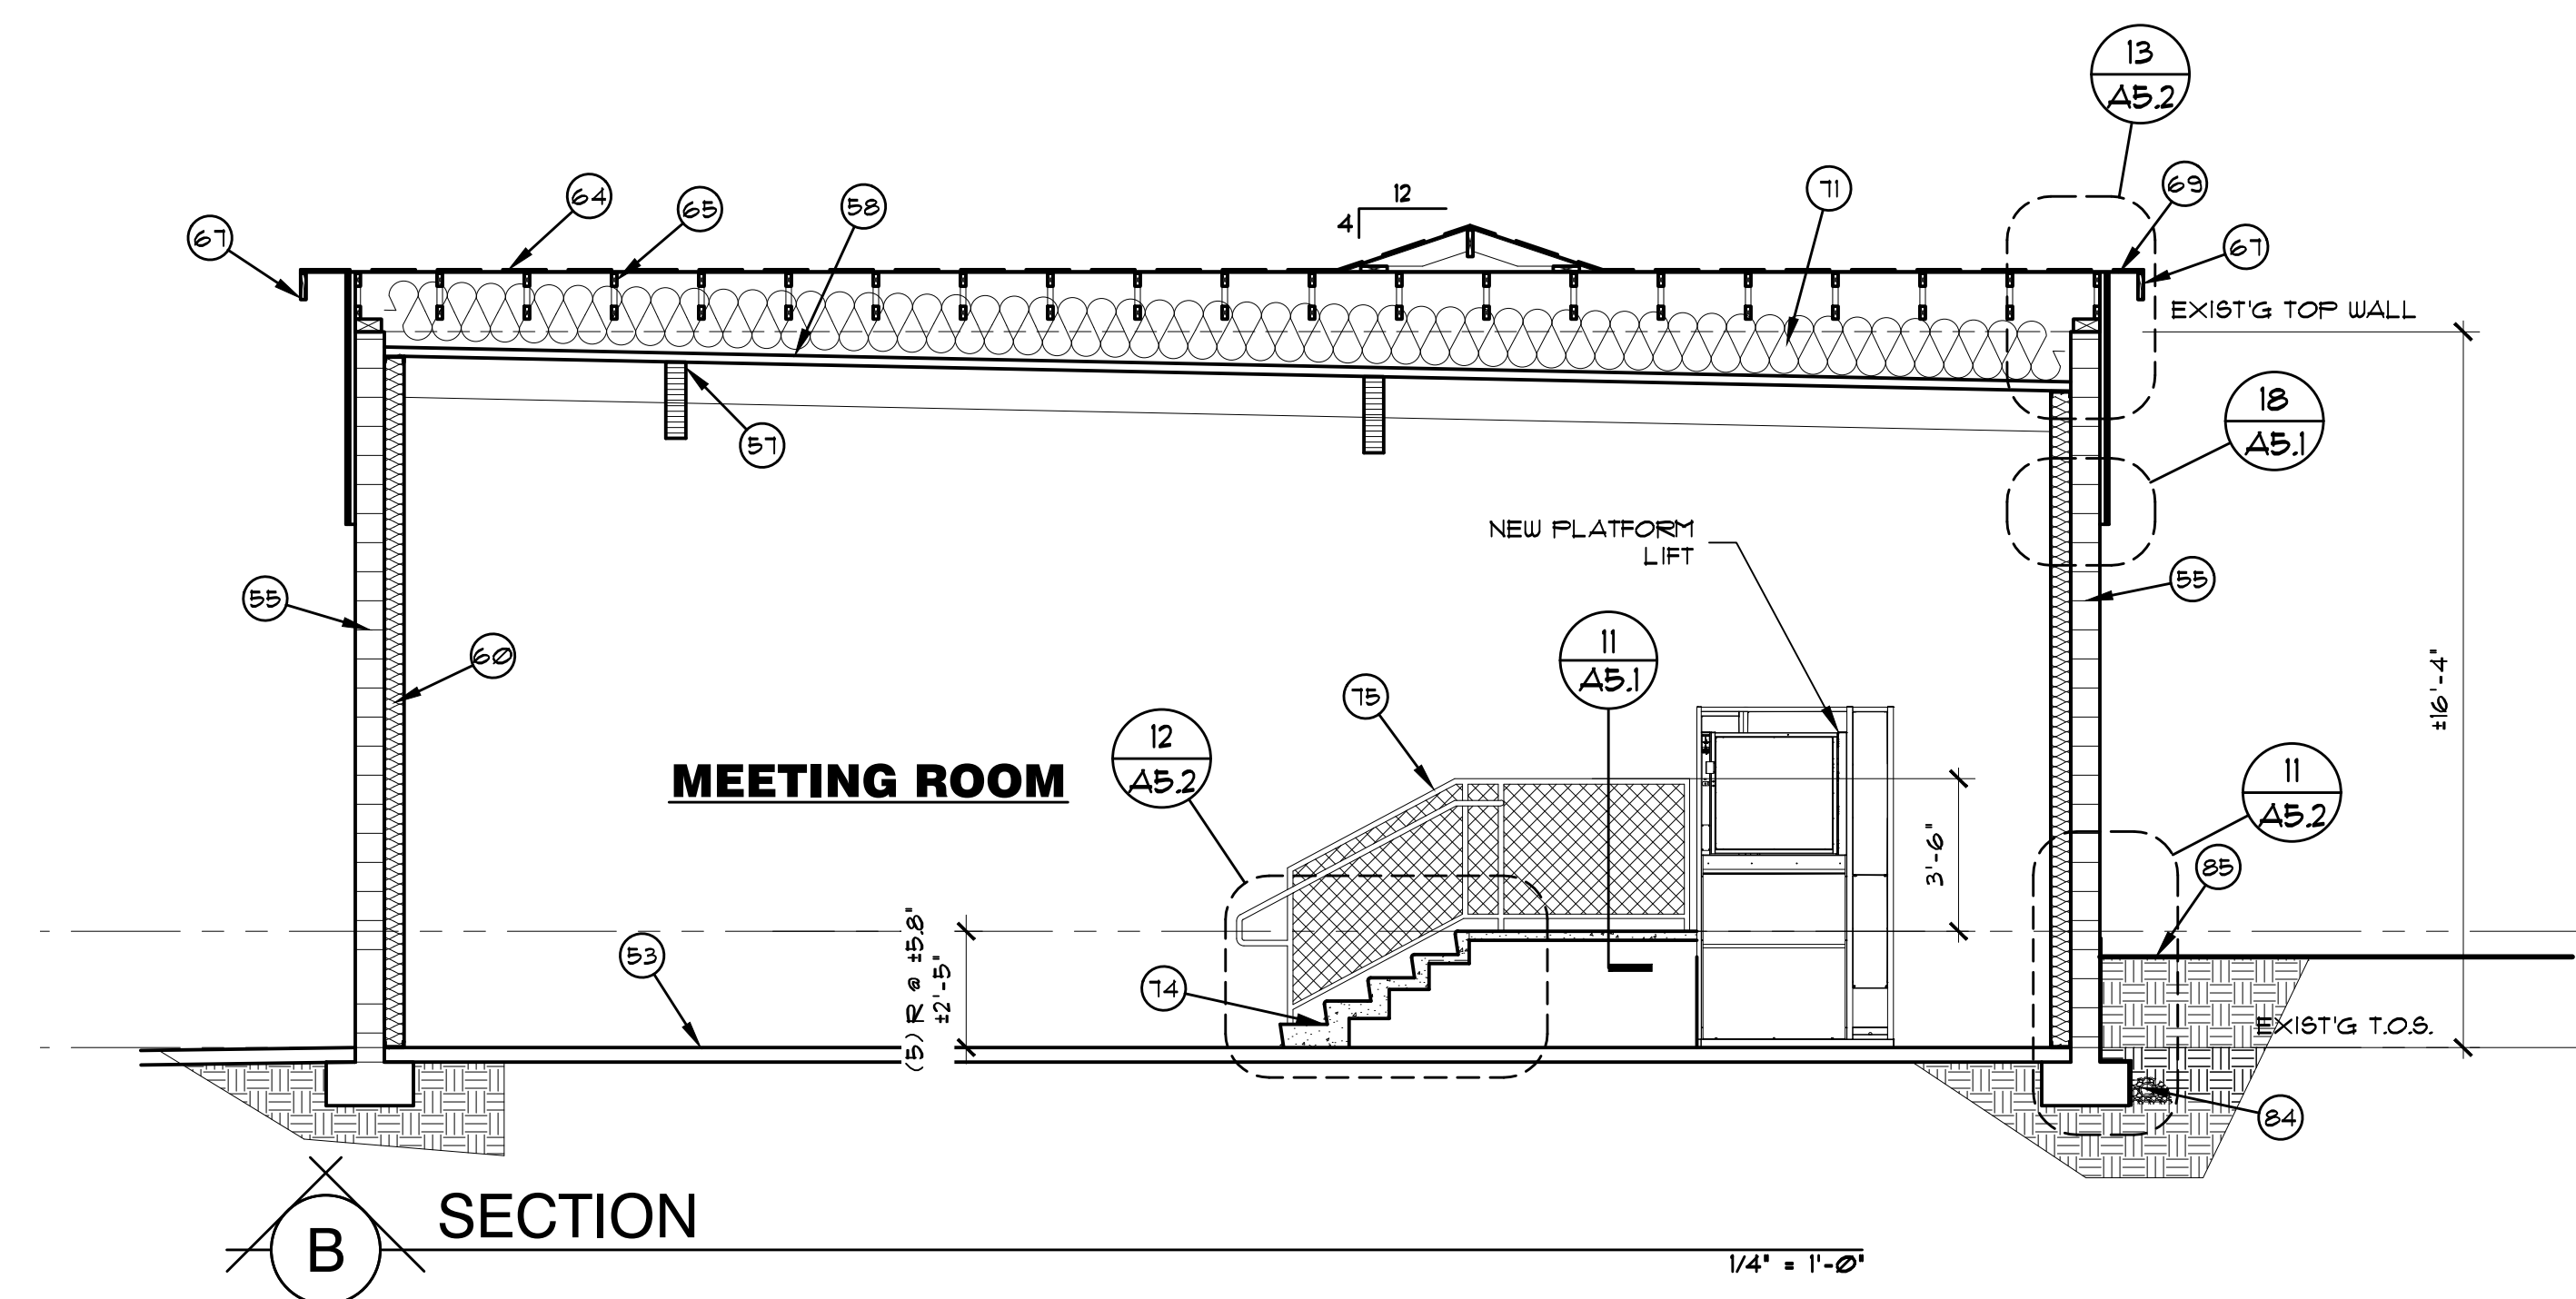 13
A5.2
64
65
58
12
4
71
69
67
67
EXIST'G TOP WALL
18
A5.1
57
NEW PLATFORM
LIFT
55
55
11
A5.1
60
75
±16'-4"
12
A5.2
MEETING ROOM
11
A5.2
3'-6"
85
53
(5) R @ ±5.8"
±2'-5"
74
EXIST'G T.O.S.
84
B
SECTION
1/4" = 1'-0"